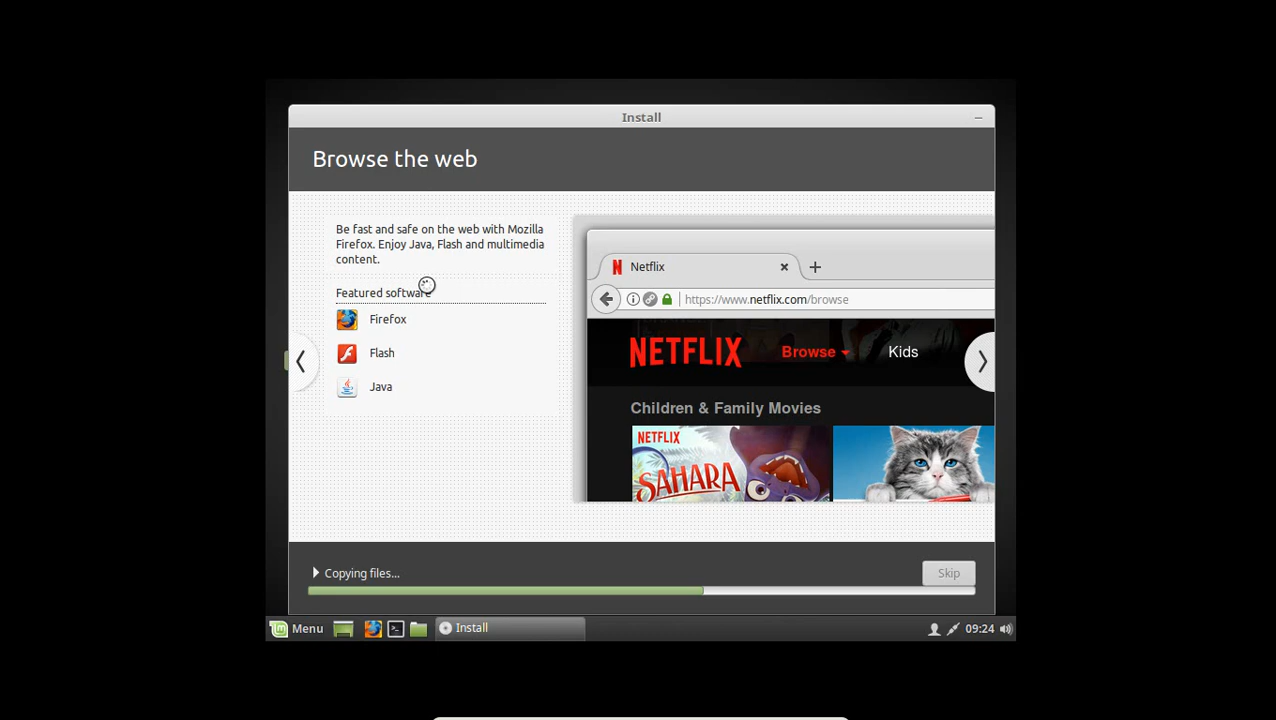 Install
Browse the web
Be fast and safe on the web with Mozilla
Firefox. Enjoy Java, Flash and multimedia
content.
Featured software
Firefox
Flash
Java
Netflix
https://www.netflix.com/browse
NETFLIX
Browse
Kids
Children & Family Movies
NETFLIX
SAHARA
Copying files...
Skip
Menu
Install
09:24